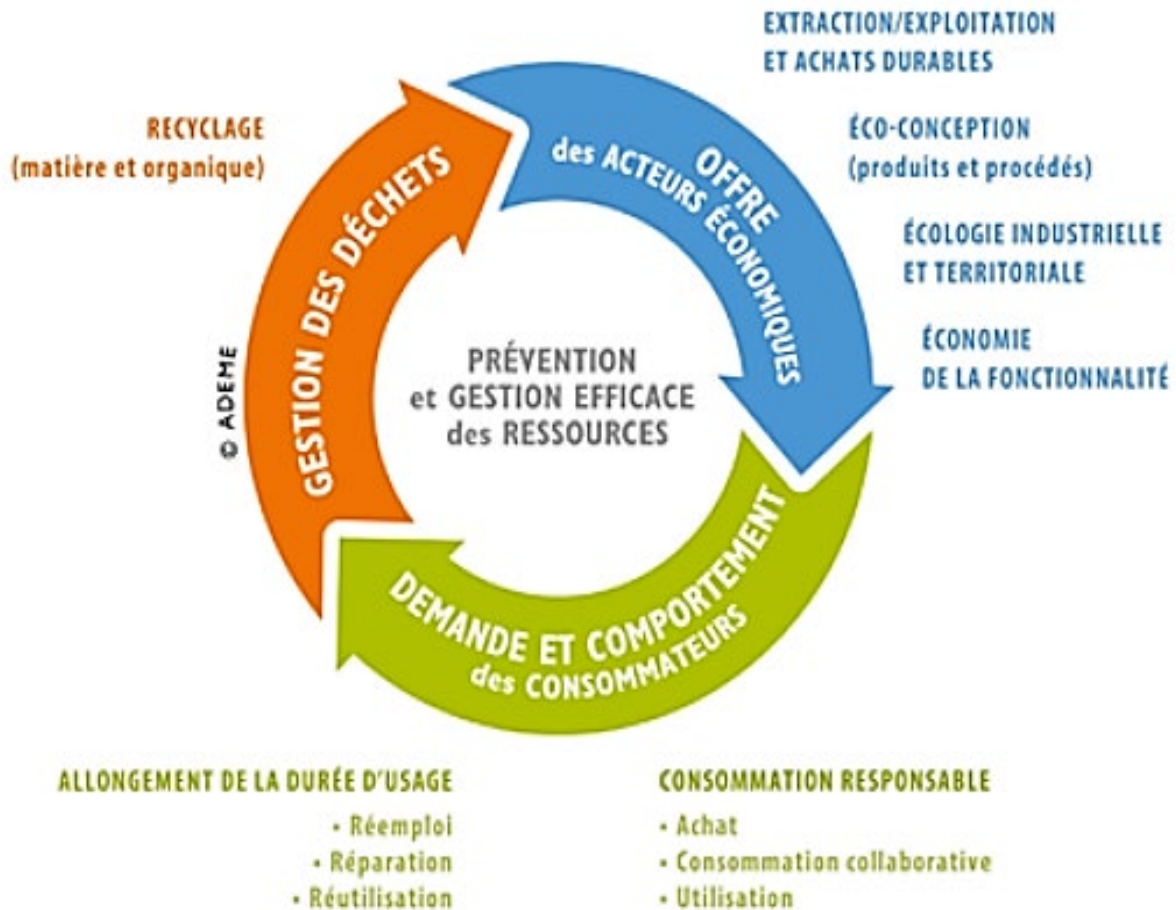 EXTRACTION/EXPLOITATION
ET ACHATS DURABLES
ÉCO-CONCEPTION
(produits et procédés)
ÉCOLOGIE INDUSTRIELLE
ET TERRITORIALE
ÉCONOMIE
DE LA FONCTIONNALITÉ
OFFRE
des ACTEURS ÉCONOMIQUES
RECYCLAGE
(matière et organique)
GESTION DES DÉCHETS
© ADEME
PRÉVENTION
et GESTION EFFICACE
des RESSOURCES
DEMANDE ET COMPORTEMENT
des CONSOMMATEURS
ALLONGEMENT DE LA DURÉE D'USAGE
• Réemploi
• Réparation
• Réutilisation
CONSOMMATION RESPONSABLE
• Achat
• Consommation collaborative
• Utilisation